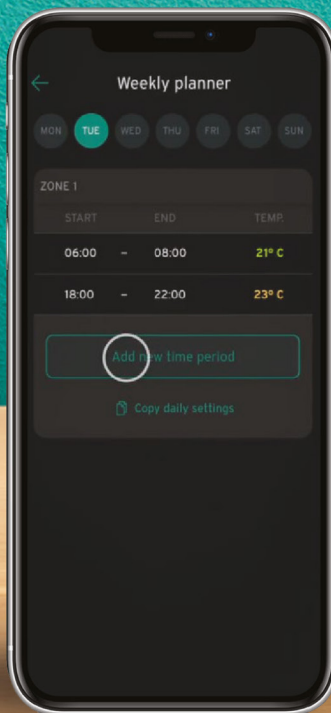 Weekly planner
MON TUE WED THU FRI SAT SUN
ZONE 1
START END TEMP.
06:00 – 08:00 21° C
18:00 – 22:00 23° C
Add new time period
Copy daily settings